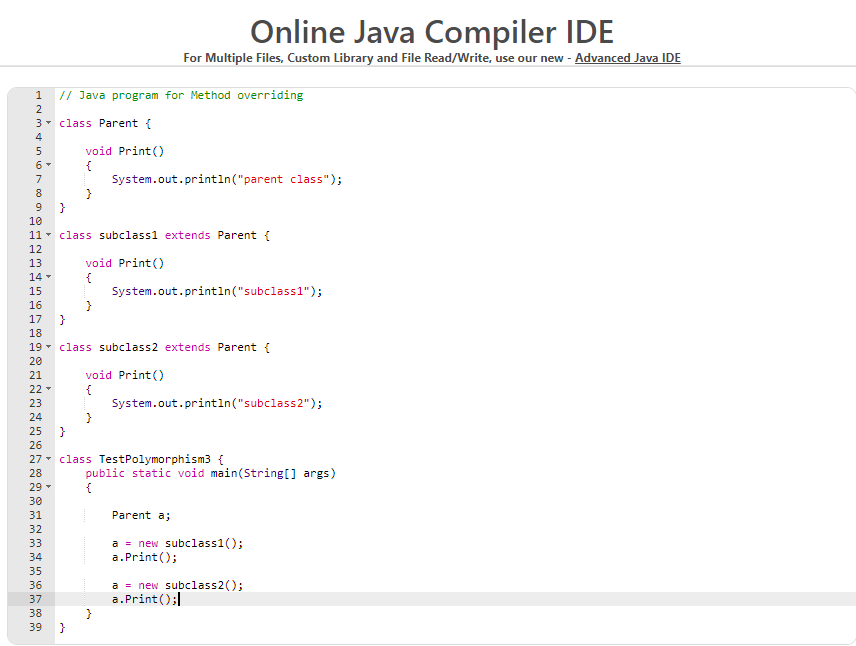 Online Java Compiler IDE
For Multiple Files, Custom Library and File Read/Write, use our new - Advanced Java IDE
1 // Java program for Method overriding
2
3 class Parent {
4
5     void Print()
6     {
7         System.out.println("parent class");
8     }
9 }
10
11 class subclass1 extends Parent {
12
13     void Print()
14     {
15         System.out.println("subclass1");
16     }
17 }
18
19 class subclass2 extends Parent {
20
21     void Print()
22     {
23         System.out.println("subclass2");
24     }
25 }
26
27 class TestPolymorphism3 {
28     public static void main(String[] args)
29     {
30
31         Parent a;
32
33         a = new subclass1();
34         a.Print();
35
36         a = new subclass2();
37         a.Print();
38     }
39 }